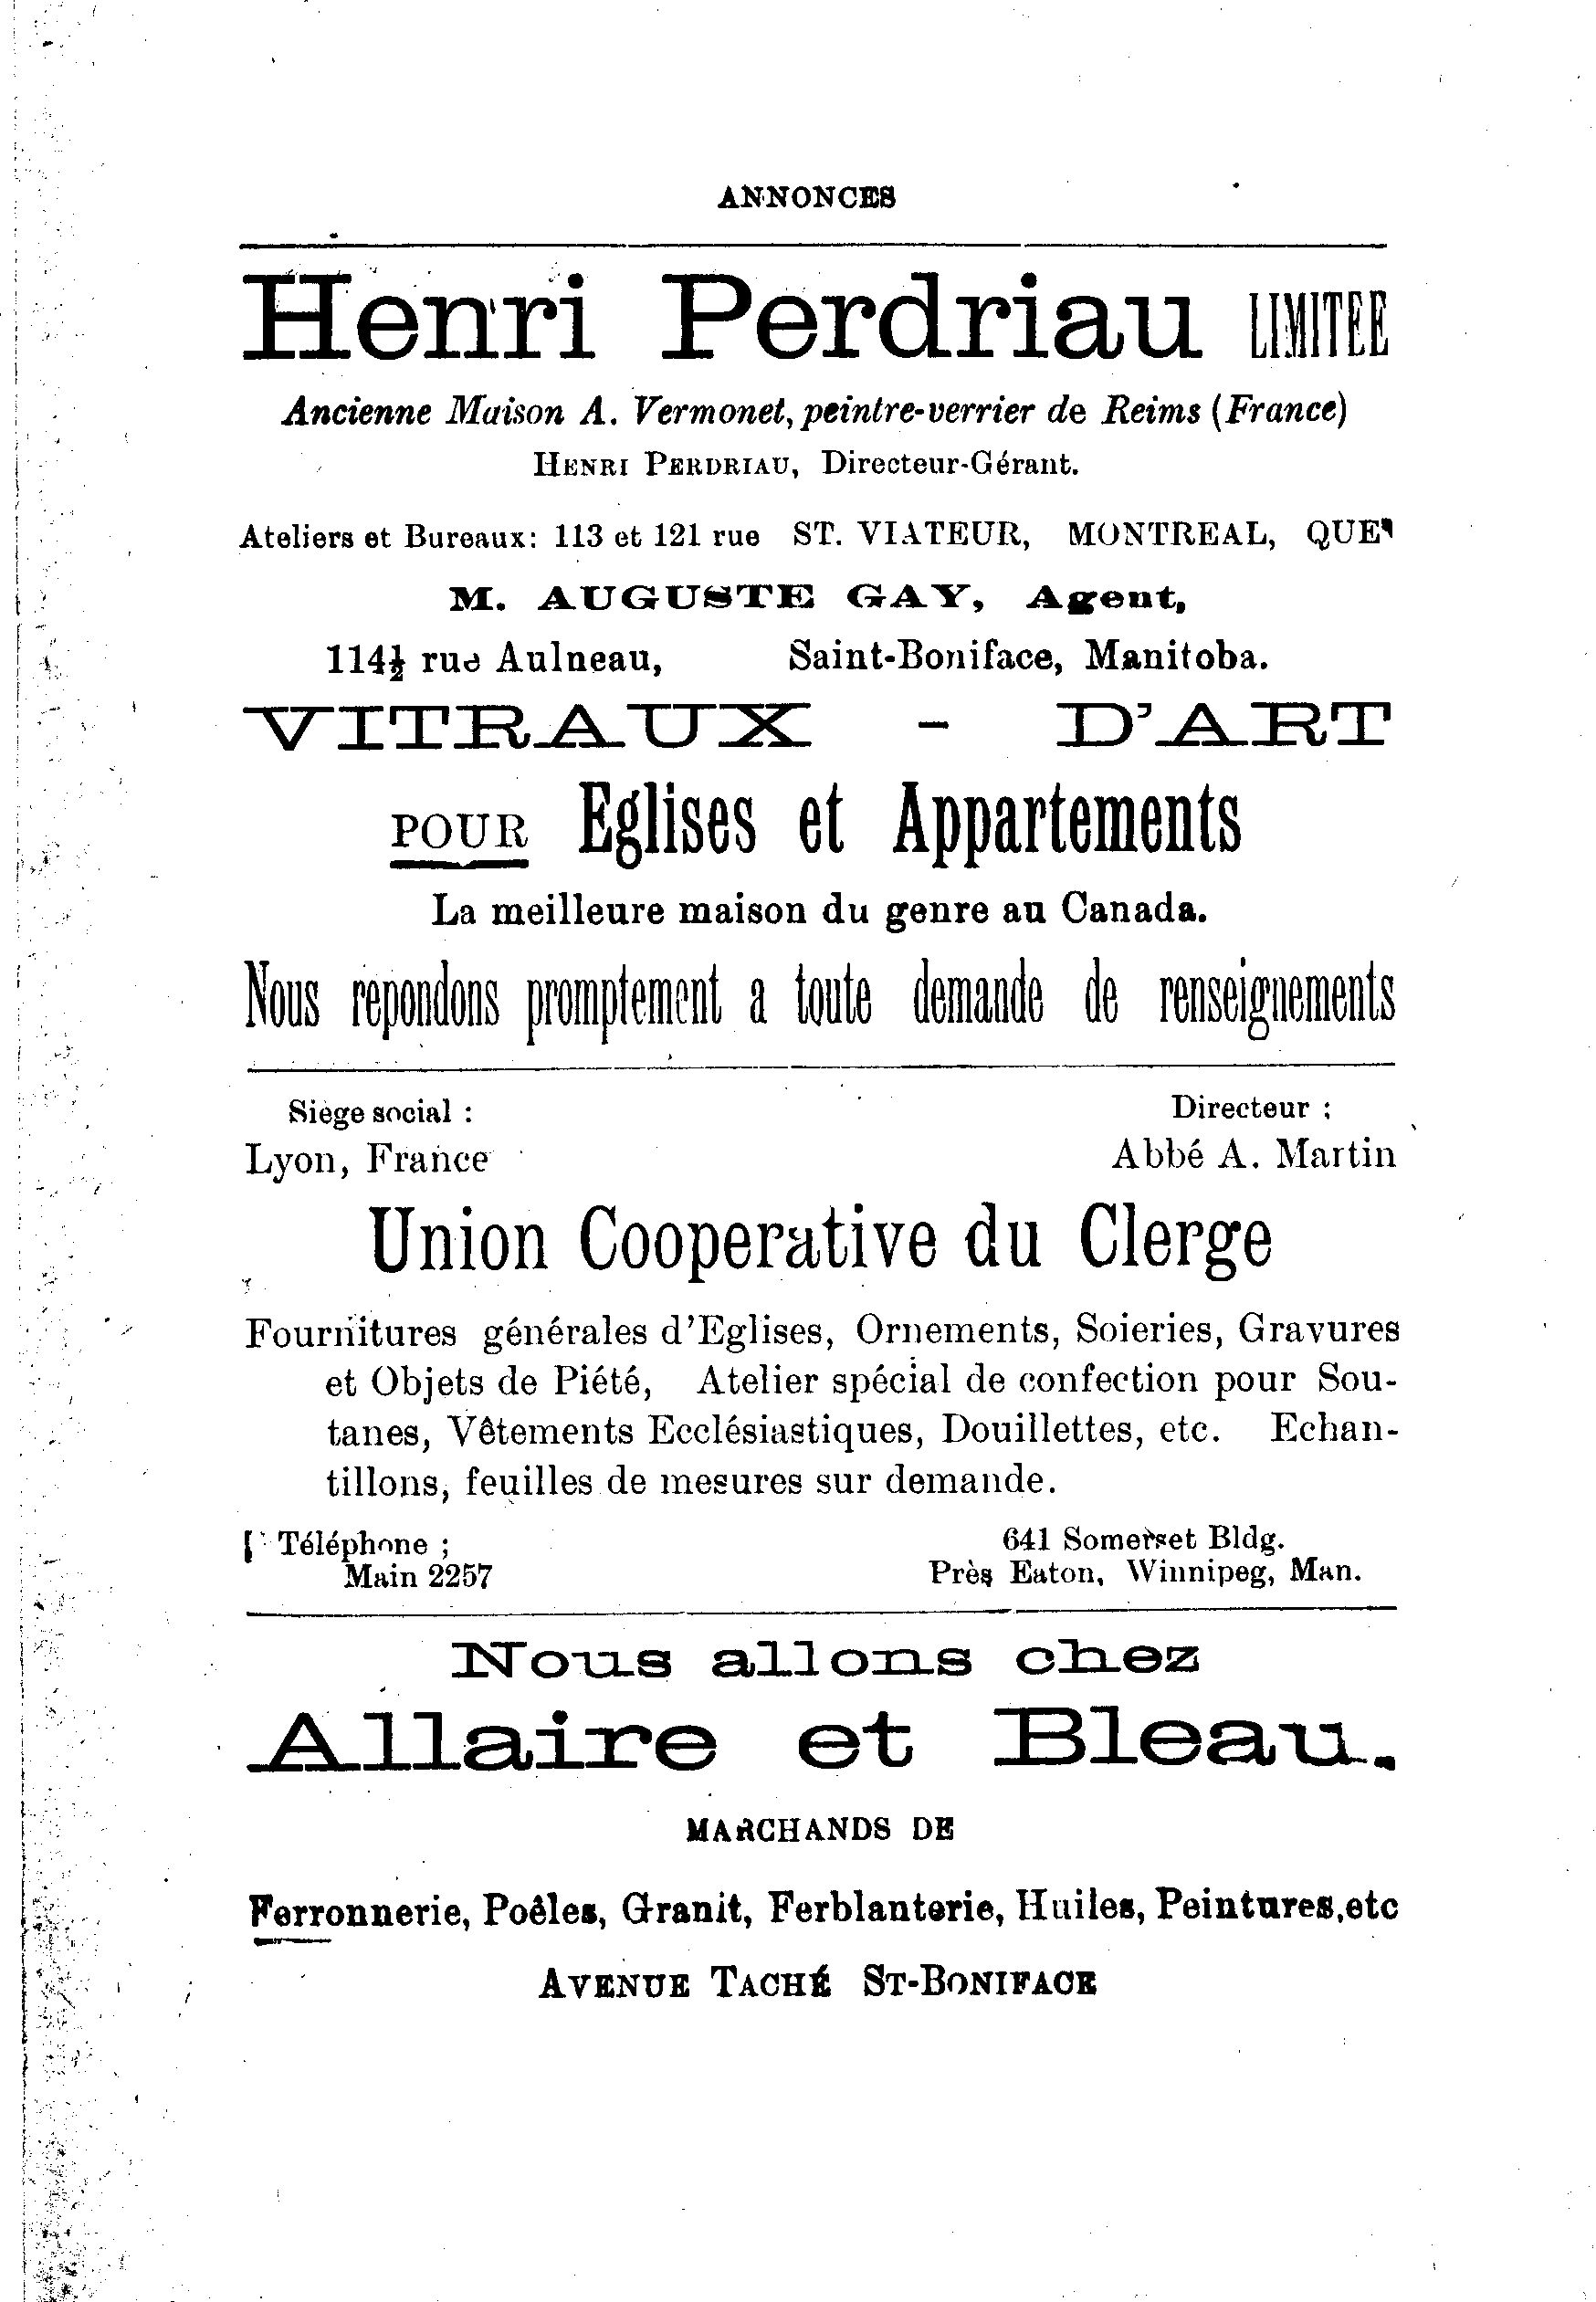 ANNONCES
Henri Perdriau LIMITEE
Ancienne Maison A. Vermonet, peintre-verrier de Reims (France)
HENRI PERDRIAU, Directeur-Gérant.
Ateliers et Bureaux: 113 et 121 rue ST. VIATEUR, MONTREAL, QUE
M. AUGUSTE GAY, Agent,
114½ rue Aulneau, Saint-Boniface, Manitoba.
VITRAUX - D'ART
POUR Eglises et Appartements
La meilleure maison du genre au Canada.
Nous repondons promptement a toute demande de renseignements
Siège social : Directeur :
Lyon, France Abbé A. Martin
Union Cooperative du Clerge
Fournitures générales d'Eglises, Ornements, Soieries, Gravures
et Objets de Piété, Atelier spécial de confection pour Sou-
tanes, Vêtements Ecclésiastiques, Douillettes, etc. Echan-
tillons, feuilles de mesures sur demande.
Téléphone ; 641 Somerset Bldg.
Main 2257 Près Eaton, Winnipeg, Man.
Nous allons chez
Allaire et Bleau.
MARCHANDS DE
Ferronnerie, Poêles, Granit, Ferblanterie, Huiles, Peintures,etc
AVENUE TACHÉ ST-BONIFACE